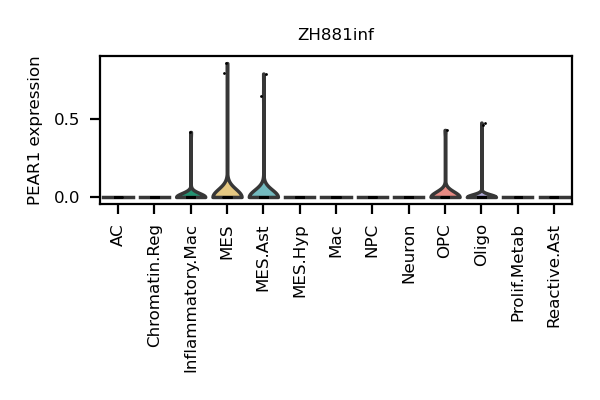 ZH881inf
PEAR1 expression
0.5
0.0
AC
Chromatin.Reg
Inflammatory.Mac
MES
MES.Ast
MES.Hyp
Mac
NPC
Neuron
OPC
Oligo
Prolif.Metab
Reactive.Ast